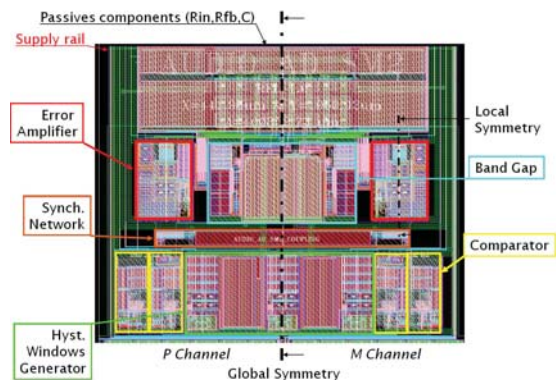 Passives components (Rin,Rfb,C)
Supply rail
Error
Amplifier
Local
Symmetry
Band Gap
Synch.
Network
Comparator
Hyst.
Windows
Generator
P Channel
M Channel
Global Symmetry